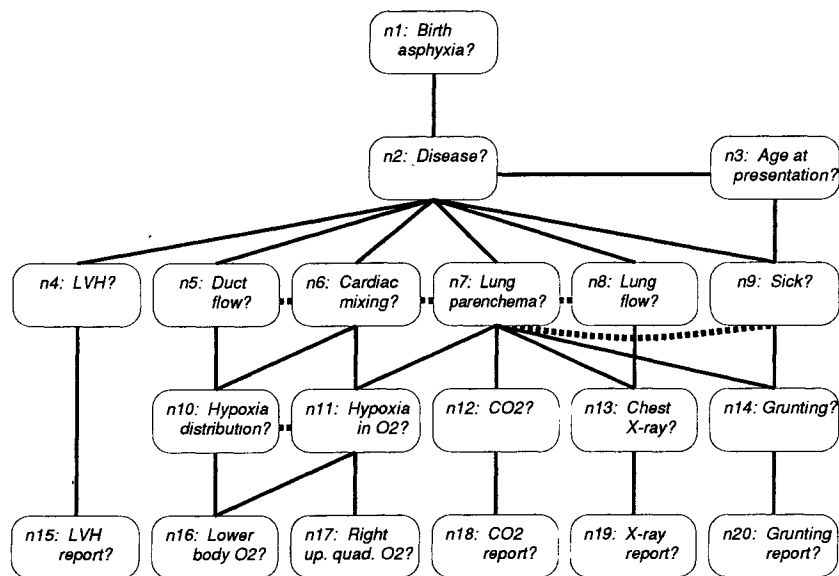 n1: Birth
asphyxia?
n2: Disease?
n3: Age at
presentation?
n4: LVH?
n5: Duct
flow?
n6: Cardiac
mixing?
n7: Lung
parenchema?
n8: Lung
flow?
n9: Sick?
n10: Hypoxia
distribution?
n11: Hypoxia
in O2?
n12: CO2?
n13: Chest
X-ray?
n14: Grunting?
n15: LVH
report?
n16: Lower
body O2?
n17: Right
up. quad. O2?
n18: CO2
report?
n19: X-ray
report?
n20: Grunting
report?